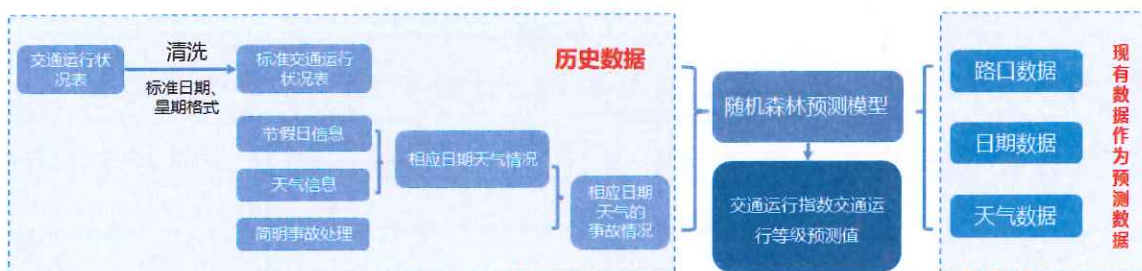 交通运行状
况表
清洗
标准日期、
星期格式
标准交通运行
状况表
历史数据
节假日信息
天气信息
简明事故处理
相应日期天气情况
相应日期
天气的
事故情况
随机森林预测模型
交通运行指数交通运
行等级预测值
路口数据
日期数据
天气数据
现有数据作为预测数据